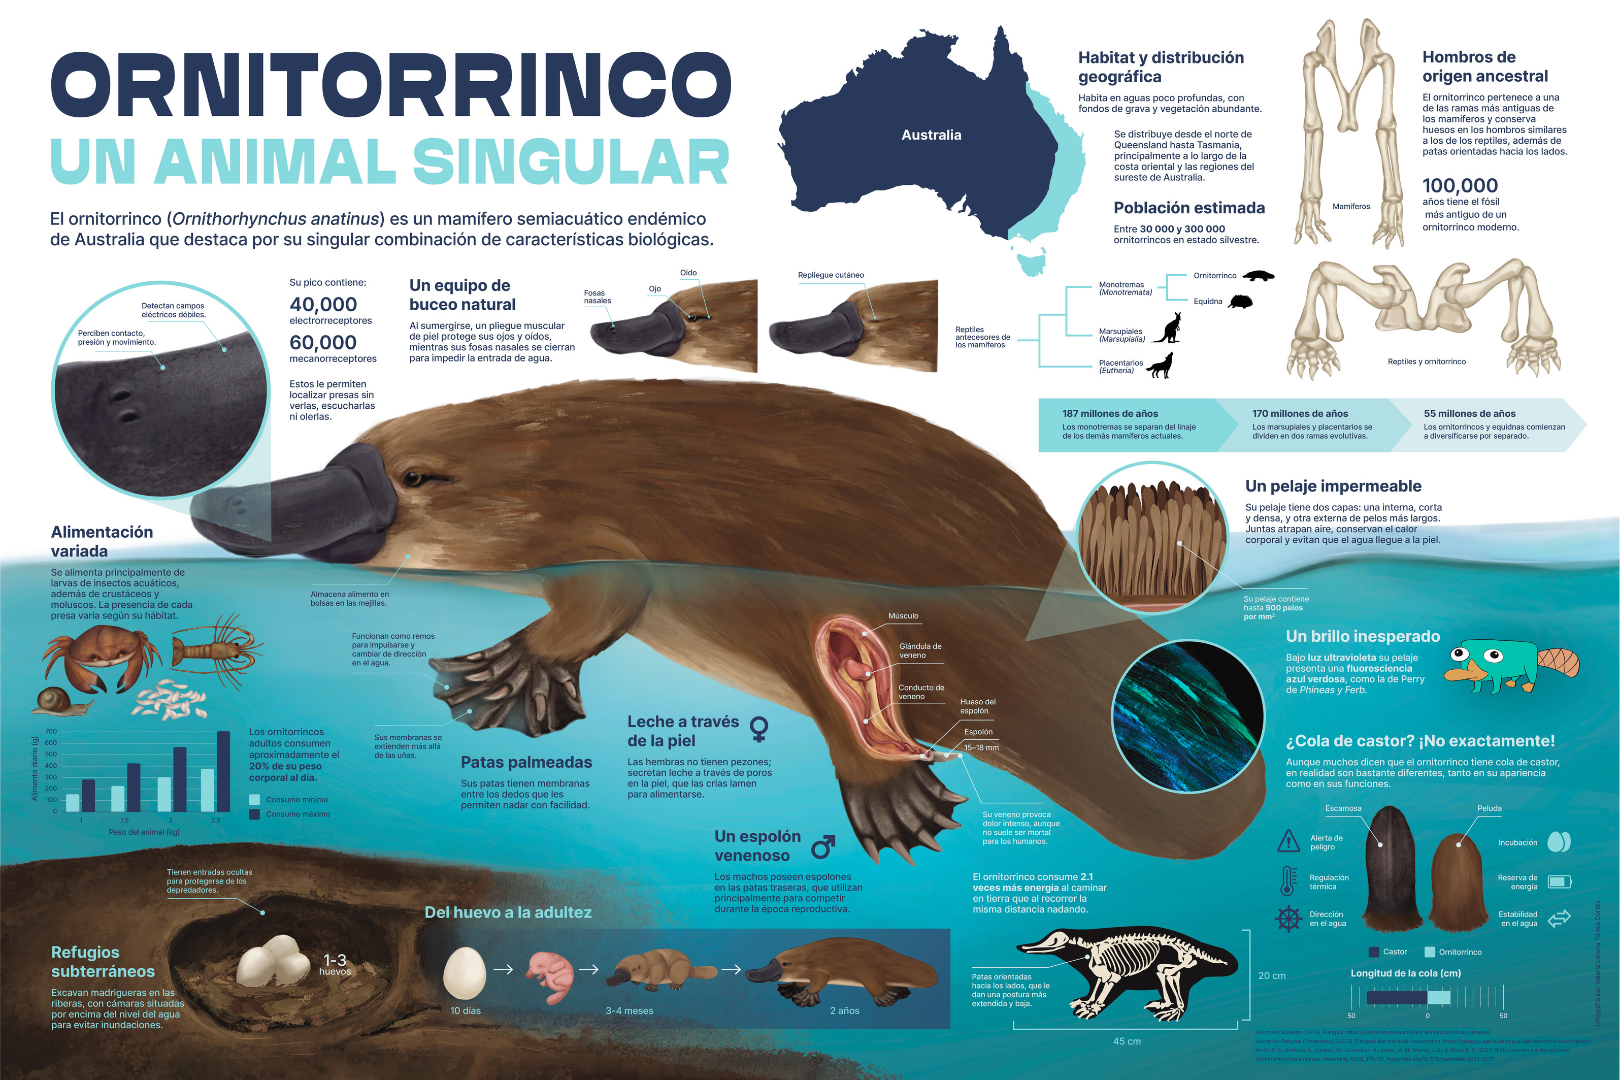 ORNITORRINCO
UN ANIMAL SINGULAR
El ornitorrinco (Ornithorhynchus anatinus) es un mamífero semiacuático endémico
de Australia que destaca por su singular combinación de características biológicas.
Australia
Habitat y distribución
geográfica
Habita en aguas poco profundas, con
fondos de grava y vegetación abundante.
Se distribuye desde el norte de
Queensland hasta Tasmania,
principalmente a lo largo de la
costa oriental y las regiones del
sureste de Australia.
Población estimada
Entre 30 000 y 300 000
ornitorrincos en estado silvestre.
Mamíferos
Hombros de
origen ancestral
El ornitorrinco pertenece a una
de las ramas más antiguas de
los mamíferos y conserva
huesos en los hombros similares
a los de los reptiles, además de
patas orientadas hacia los lados.
100,000
años tiene el fósil
más antiguo de un
ornitorrinco moderno.
Reptiles y ornitorrinco
Detectan campos
eléctricos débiles.
Perciben contacto,
presión y movimiento.
Su pico contiene:
40,000
electrorreceptores
60,000
mecanorreceptores
Estos le permiten
localizar presas sin
verlas, escucharlas
ni olerlas.
Un equipo de
buceo natural
Al sumergirse, un pliegue muscular
de piel protege sus ojos y oídos,
mientras sus fosas nasales se cierran
para impedir la entrada de agua.
Fosas
nasales
Ojo
Oido
Repliegue cutáneo
Reptiles
antecesores de
los mamíferos
Monotremas
(Monotremata)
Ornitorrinco
Equidna
Marsupiales
(Marsupialia)
Placentarios
(Eutheria)
187 millones de años
Los monotremas se separan del linaje
de los demás mamíferos actuales.
170 millones de años
Los marsupiales y placentarios se
dividen en dos ramas evolutivas.
55 millones de años
Los ornitorrincos y equidnas comienzan
a diversificarse por separado.
Un pelaje impermeable
Su pelaje tiene dos capas: una interna, corta
y densa, y otra externa de pelos más largos.
Juntas atrapan aire, conservan el calor
corporal y evitan que el agua llegue a la piel.
Su pelaje contiene
hasta 900 pelos
por mm²
Un brillo inesperado
Bajo luz ultravioleta su pelaje
presenta una fluoresciencia
azul verdosa, como la de Perry
de Phineas y Ferb.
Alimentación
variada
Se alimenta principalmente de
larvas de insectos acuáticos,
además de crustáceos y
moluscos. La presencia de cada
presa varía según su hábitat.
Alimento diario (g)
700
600
500
400
300
200
100
0
1
1.5
2
2.5
Peso del animal (kg)
Los ornitorrincos
adultos consumen
aproximadamente el
20% de su peso
corporal al día.
Consumo mínimo
Consumo máximo
Almacena alimento en
bolsas en las mejillas.
Funcionan como remos
para impulsarse y
cambiar de dirección
en el agua.
Sus membranas se
extienden más allá
de las uñas.
Patas palmeadas
Sus patas tienen membranas
entre los dedos que les
permiten nadar con facilidad.
Leche a través
de la piel
Las hembras no tienen pezones;
secretan leche a través de poros
en la piel, que las crías lamen
para alimentarse.
Músculo
Glándula de
veneno
Conducto de
veneno
Hueso del
espolón
Espolón
15–18 mm
Su veneno provoca
dolor intenso, aunque
no suele ser mortal
para los humanos.
Un espolón
venenoso
Los machos poseen espolones
en las patas traseras, que utilizan
principalmente para competir
durante la época reproductiva.
¿Cola de castor? ¡No exactamente!
Aunque muchos dicen que el ornitorrinco tiene cola de castor,
en realidad son bastante diferentes, tanto en su apariencia
como en sus funciones.
Escamosa
Peluda
Alerta de
peligro
Regulación
térmica
Dirección
en el agua
Incubación
Reserva de
energía
Estabilidad
en el agua
Castor
Ornitorrinco
Longitud de la cola (cm)
50
0
50
El ornitorrinco consume 2.1
veces más energía al caminar
en tierra que al recorrer la
misma distancia nadando.
Patas orientadas
hacia los lados, que le
dan una postura más
extendida y baja.
20 cm
45 cm
Tienen entradas ocultas
para protegerse de los
depredadores.
Refugios
subterráneos
Excavan madrigueras en las
riberas, con cámaras situadas
por encima del nivel del agua
para evitar inundaciones.
1-3
huevos
Del huevo a la adultez
10 días
3-4 meses
2 años